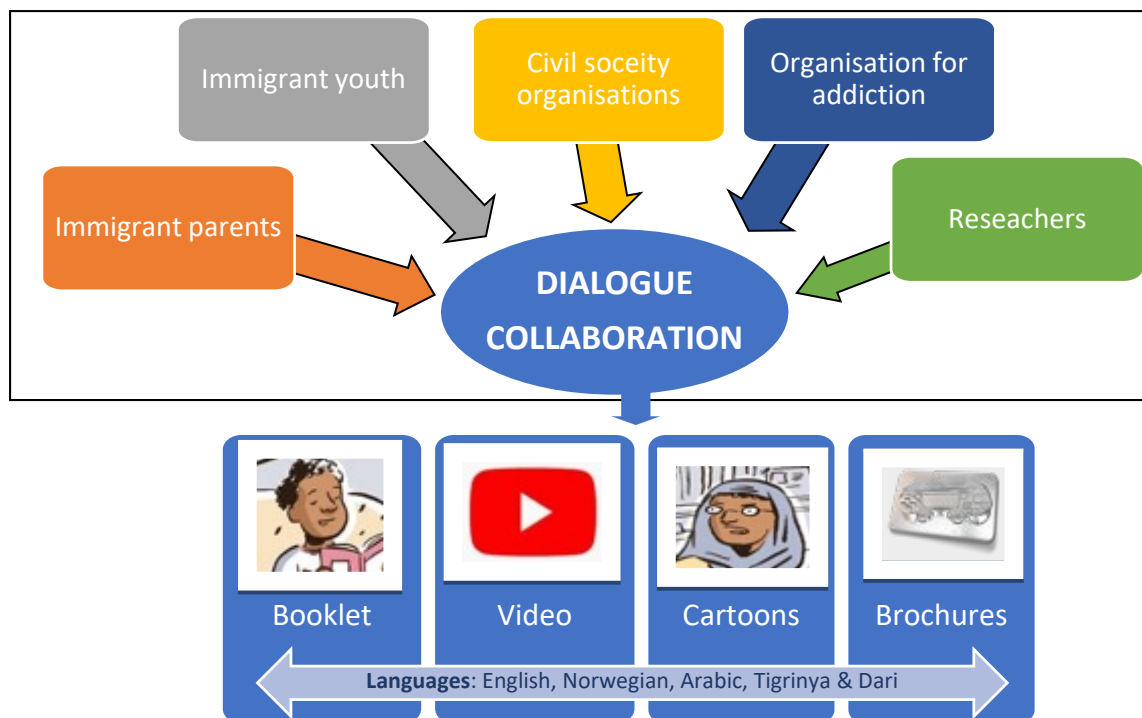 Immigrant youth
Civil soceity
organisations
Organisation for
addiction
Immigrant parents
Reseachers
DIALOGUE
COLLABORATION
Booklet
Video
Cartoons
Brochures
Languages: English, Norwegian, Arabic, Tigrinya & Dari